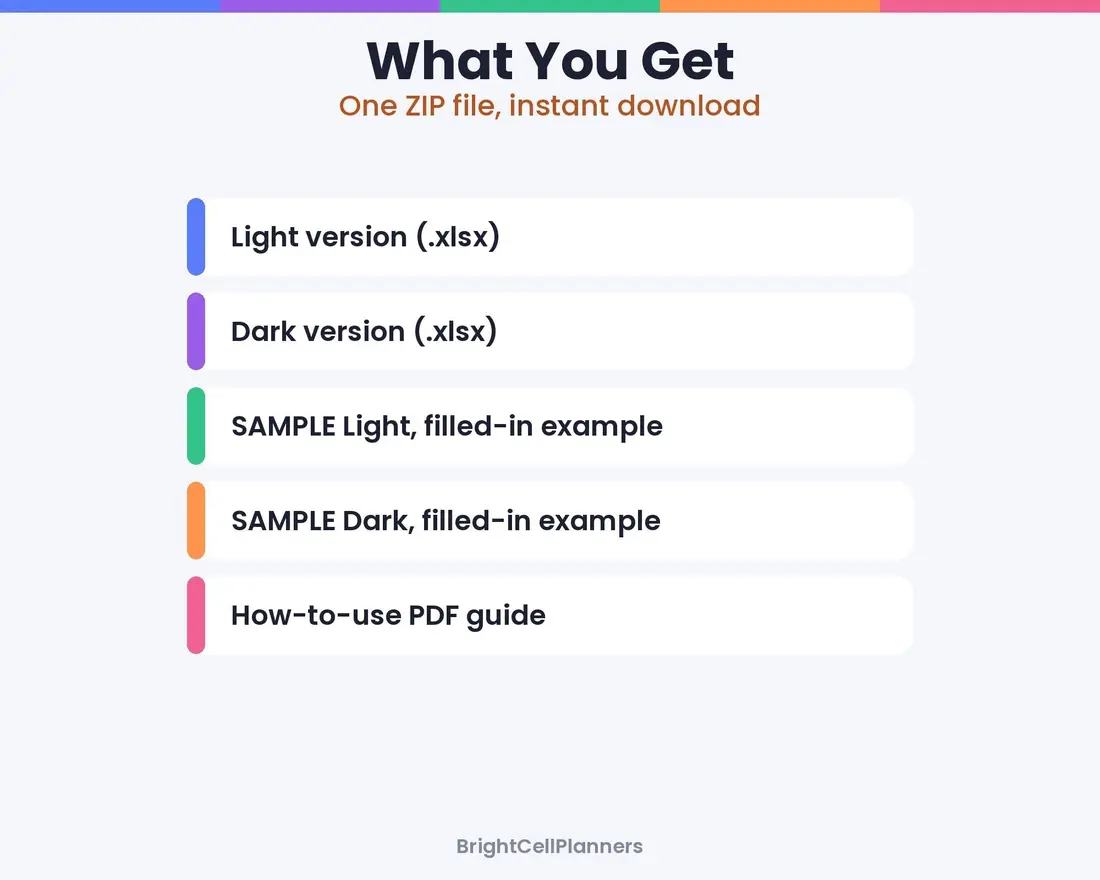 What You Get
One ZIP file, instant download
Light version (.xlsx)
Dark version (.xlsx)
SAMPLE Light, filled-in example
SAMPLE Dark, filled-in example
How-to-use PDF guide
BrightCellPlanners